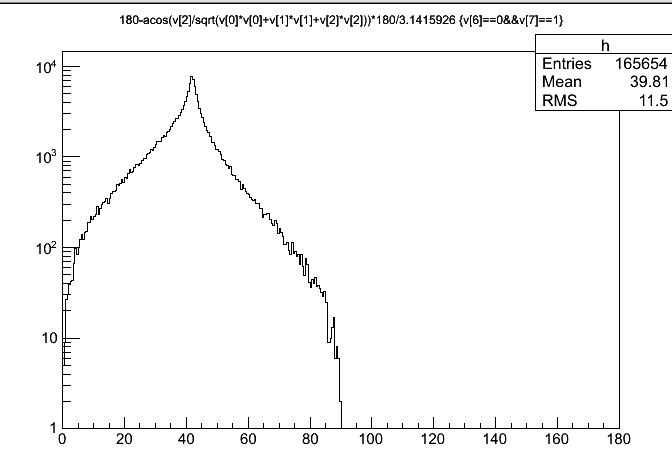 180-acos(v[2]/sqrt(v[0]*v[0]+v[1]*v[1]+v[2]*v[2]))*180/3.1415926 {v[6]==0&&v[7]==1}
h
Entries 165654
Mean 39.81
RMS 11.5
10⁴
10³
10²
10
1
0 20 40 60 80 100 120 140 160 180